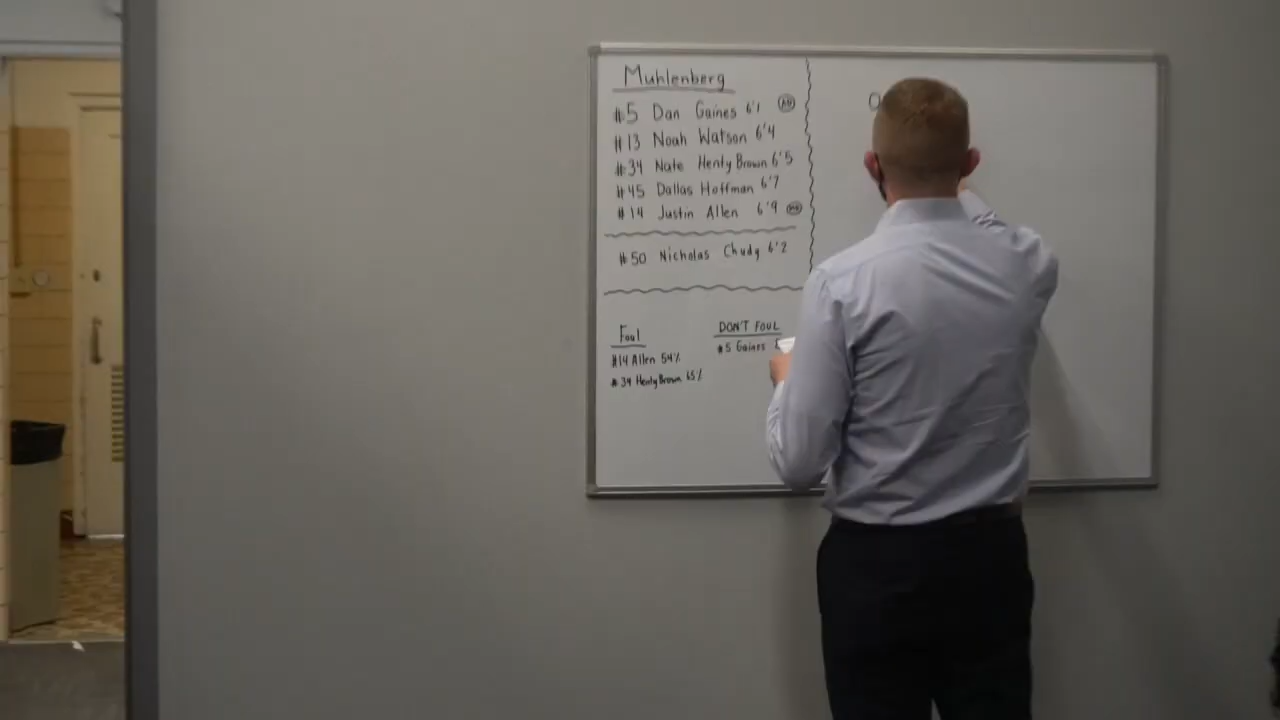 Muhlenberg
#5 Dan Gaines 6'1
#13 Noah Watson 6'4
#34 Nate Henty Brown 6'5
#45 Dallas Hoffman 6'7
#14 Justin Allen 6'9
#50 Nicholas Chudy 6'2
Foul
#14 Allen 54%
#34 Henty Brown 65%
DON'T FOUL
#5 Gaines